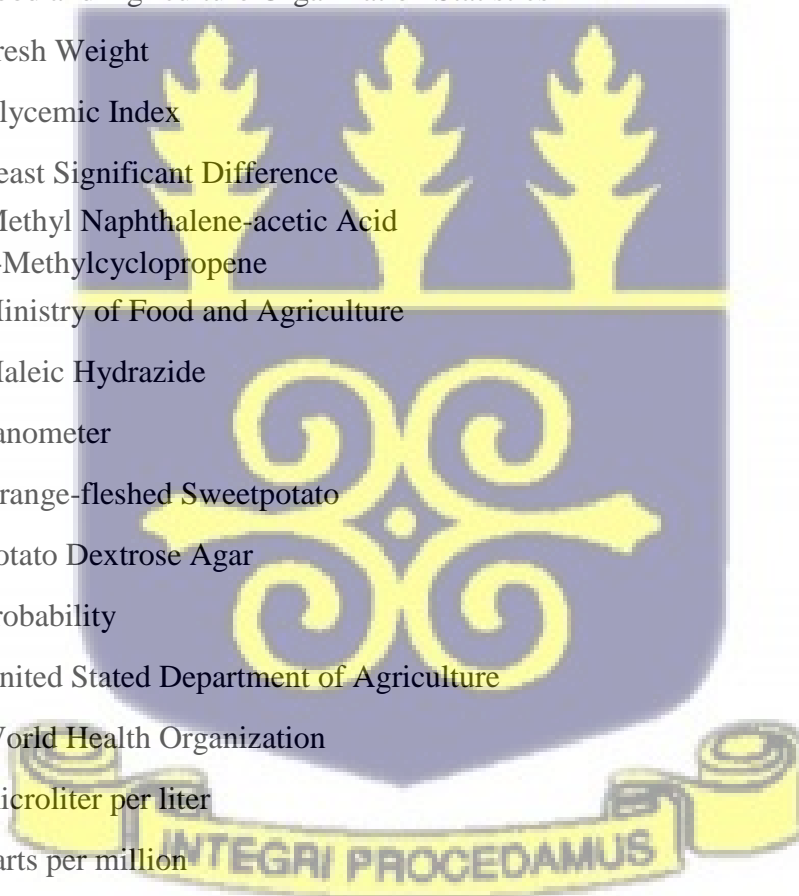 and Agriculture Organization Statistics
resh Weight
lycemic Index
east Significant Difference
Methyl Naphthalene-acetic Acid
-Methylcyclopropene
Ministry of Food and Agriculture
Maleic Hydrazide
anometer
range-fleshed Sweetpotato
otato Dextrose Agar
robability
nited Stated Department of Agriculture
World Health Organization
icroliter per liter
arts per million
INTEGRI PROCEDAMUS